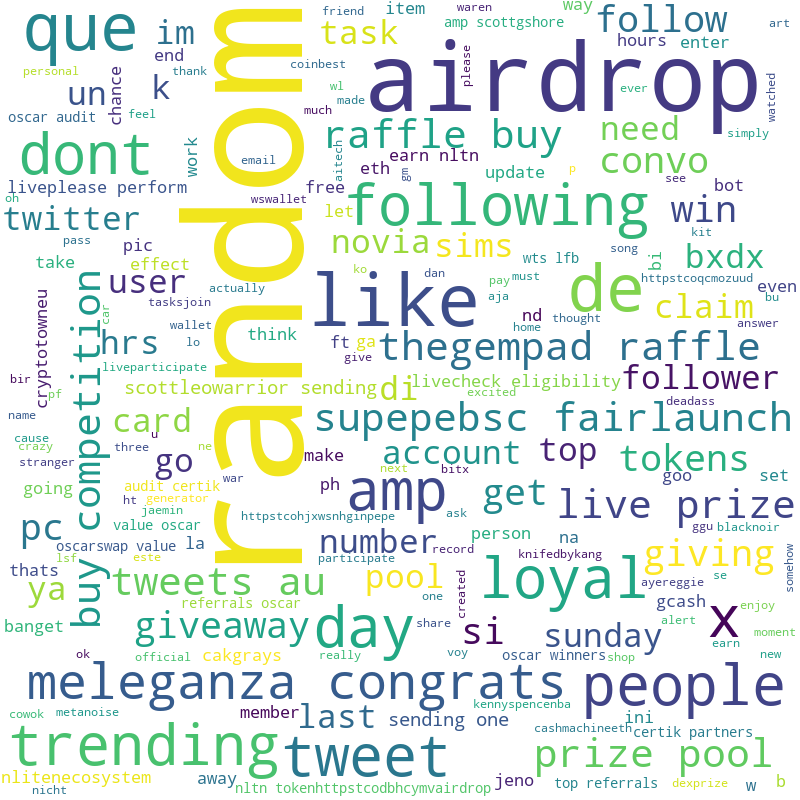 que
im
friend
item
waren
way
amp scottgshore
follow
art
end
task
hours
enter
personal
thank
random
coinbest
airdrop
please
watched
un
k
chance
wl
made
ever
oscar audit
feel
much
raffle buy
need
simply
dont
work
email
aitech
earn nltn
convo
oh
liveplease perform
free
eth
gm
update
p
see
bot
wswallet
twitter
let
following
win
kit
pass
pic
novia
sims
wts lfb
song
bi
bxdx
take
effect
ko
dan
must
httpstcoqcmozuud
even
user
actually
like
pay
aja
de
bu
tasksjoin
claim
buy competition
car
wallet
nd
home
thought
answer
hrs
lo
think
ft
ga
give
thegempad raffle
bir
cryptotowneu
liveparticipate
pf
scottleowarrior sending
di
livecheck eligibility
follower
excited
deadass
name
card
u
ne
supepebsc fairlaunch
cause
crazy
three
war
make
account
top
tokens
stranger
go
next
bitx
goo
set
going
audit certik
ht
generator
ph
amp
get
live prize
jaemin
value oscar
httpstcohjxwsnhginpepe
ask
person
ggu
blacknoir
pc
oscarswap value
la
number
record
na
giving
lsf
este
participate
knifedbykang
thats
tweets au
pool
loyal
ayereggie
se
somehow
ya
referrals oscar
one
created
gcash
enjoy
banget
giveaway
day
share
si
sunday
x
alert
moment
earn
ok
official
cakgrays
really
voy
oscar winners
shop
new
meleganza congrats
people
cowok
metanoise
member
last
sending one
kennyspencenba
ini
cashmachineeth
certik partners
trending
tweet
prize pool
nlitenecosystem
away
jeno
top referrals
dexprize
w
b
nicht
nltn tokenhttpstcodbhcymvairdrop